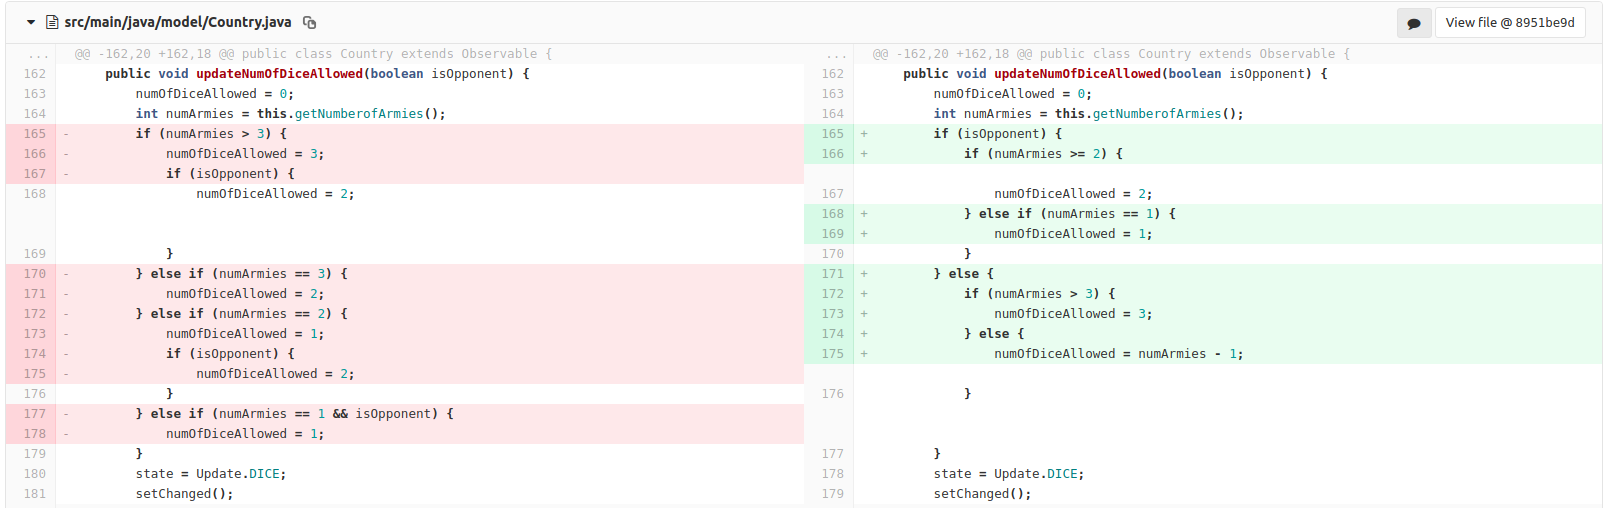 src/main/java/model/Country.java
View file @ 8951be9d
... @@ -162,20 +162,18 @@ public class Country extends Observable {
162 public void updateNumOfDiceAllowed(boolean isOpponent) {
163 numOfDiceAllowed = 0;
164 int numArmies = this.getNumberofArmies();
165 - if (numArmies > 3) {
166 - numOfDiceAllowed = 3;
167 - if (isOpponent) {
168 numOfDiceAllowed = 2;
169 }
170 - } else if (numArmies == 3) {
171 - numOfDiceAllowed = 2;
172 - } else if (numArmies == 2) {
173 - numOfDiceAllowed = 1;
174 - if (isOpponent) {
175 - numOfDiceAllowed = 2;
176 }
177 - } else if (numArmies == 1 && isOpponent) {
178 - numOfDiceAllowed = 1;
179 }
180 state = Update.DICE;
181 setChanged();
... @@ -162,20 +162,18 @@ public class Country extends Observable {
162 public void updateNumOfDiceAllowed(boolean isOpponent) {
163 numOfDiceAllowed = 0;
164 int numArmies = this.getNumberofArmies();
165 + if (isOpponent) {
166 + if (numArmies >= 2) {
167 numOfDiceAllowed = 2;
168 + } else if (numArmies == 1) {
169 + numOfDiceAllowed = 1;
170 }
171 + } else {
172 + if (numArmies > 3) {
173 + numOfDiceAllowed = 3;
174 + } else {
175 + numOfDiceAllowed = numArmies - 1;
176 }
177 }
178 state = Update.DICE;
179 setChanged();